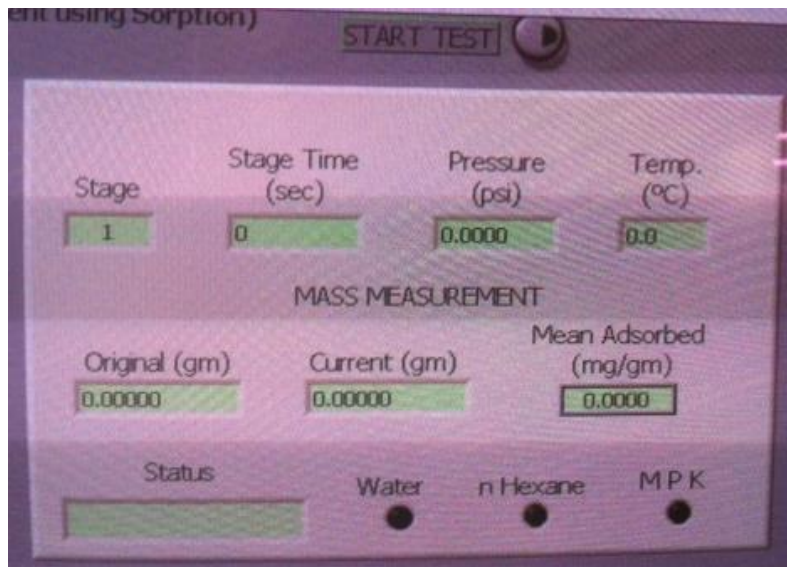 ent using Sorption)
START TEST
Stage
Stage Time
(sec)
Pressure
(psi)
Temp.
(ºC)
1
0
0.0000
0.0
MASS MEASUREMENT
Original (gm)
Current (gm)
Mean Adsorbed
(mg/gm)
0.00000
0.00000
0.0000
Status
Water
n Hexane
M P K